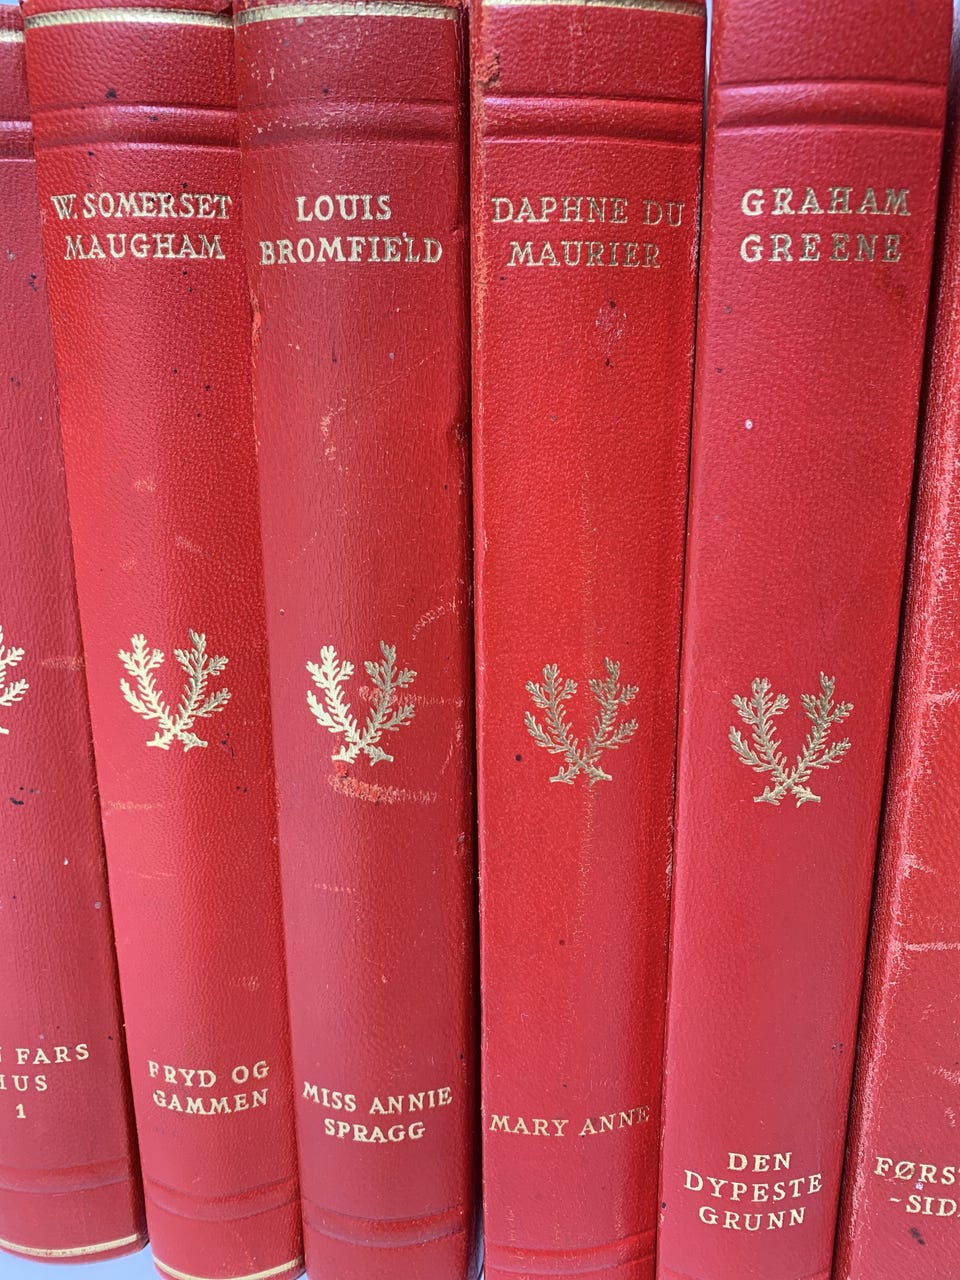 FARS
HUS
1
W. SOMERSET
MAUGHAM
FRYD OG
GAMMEN
LOUIS
BROMFIELD
MISS ANNIE
SPRAGG
DAPHNE DU
MAURIER
MARY ANNE
GRAHAM
GREENE
DEN
DYPESTE
GRUNN